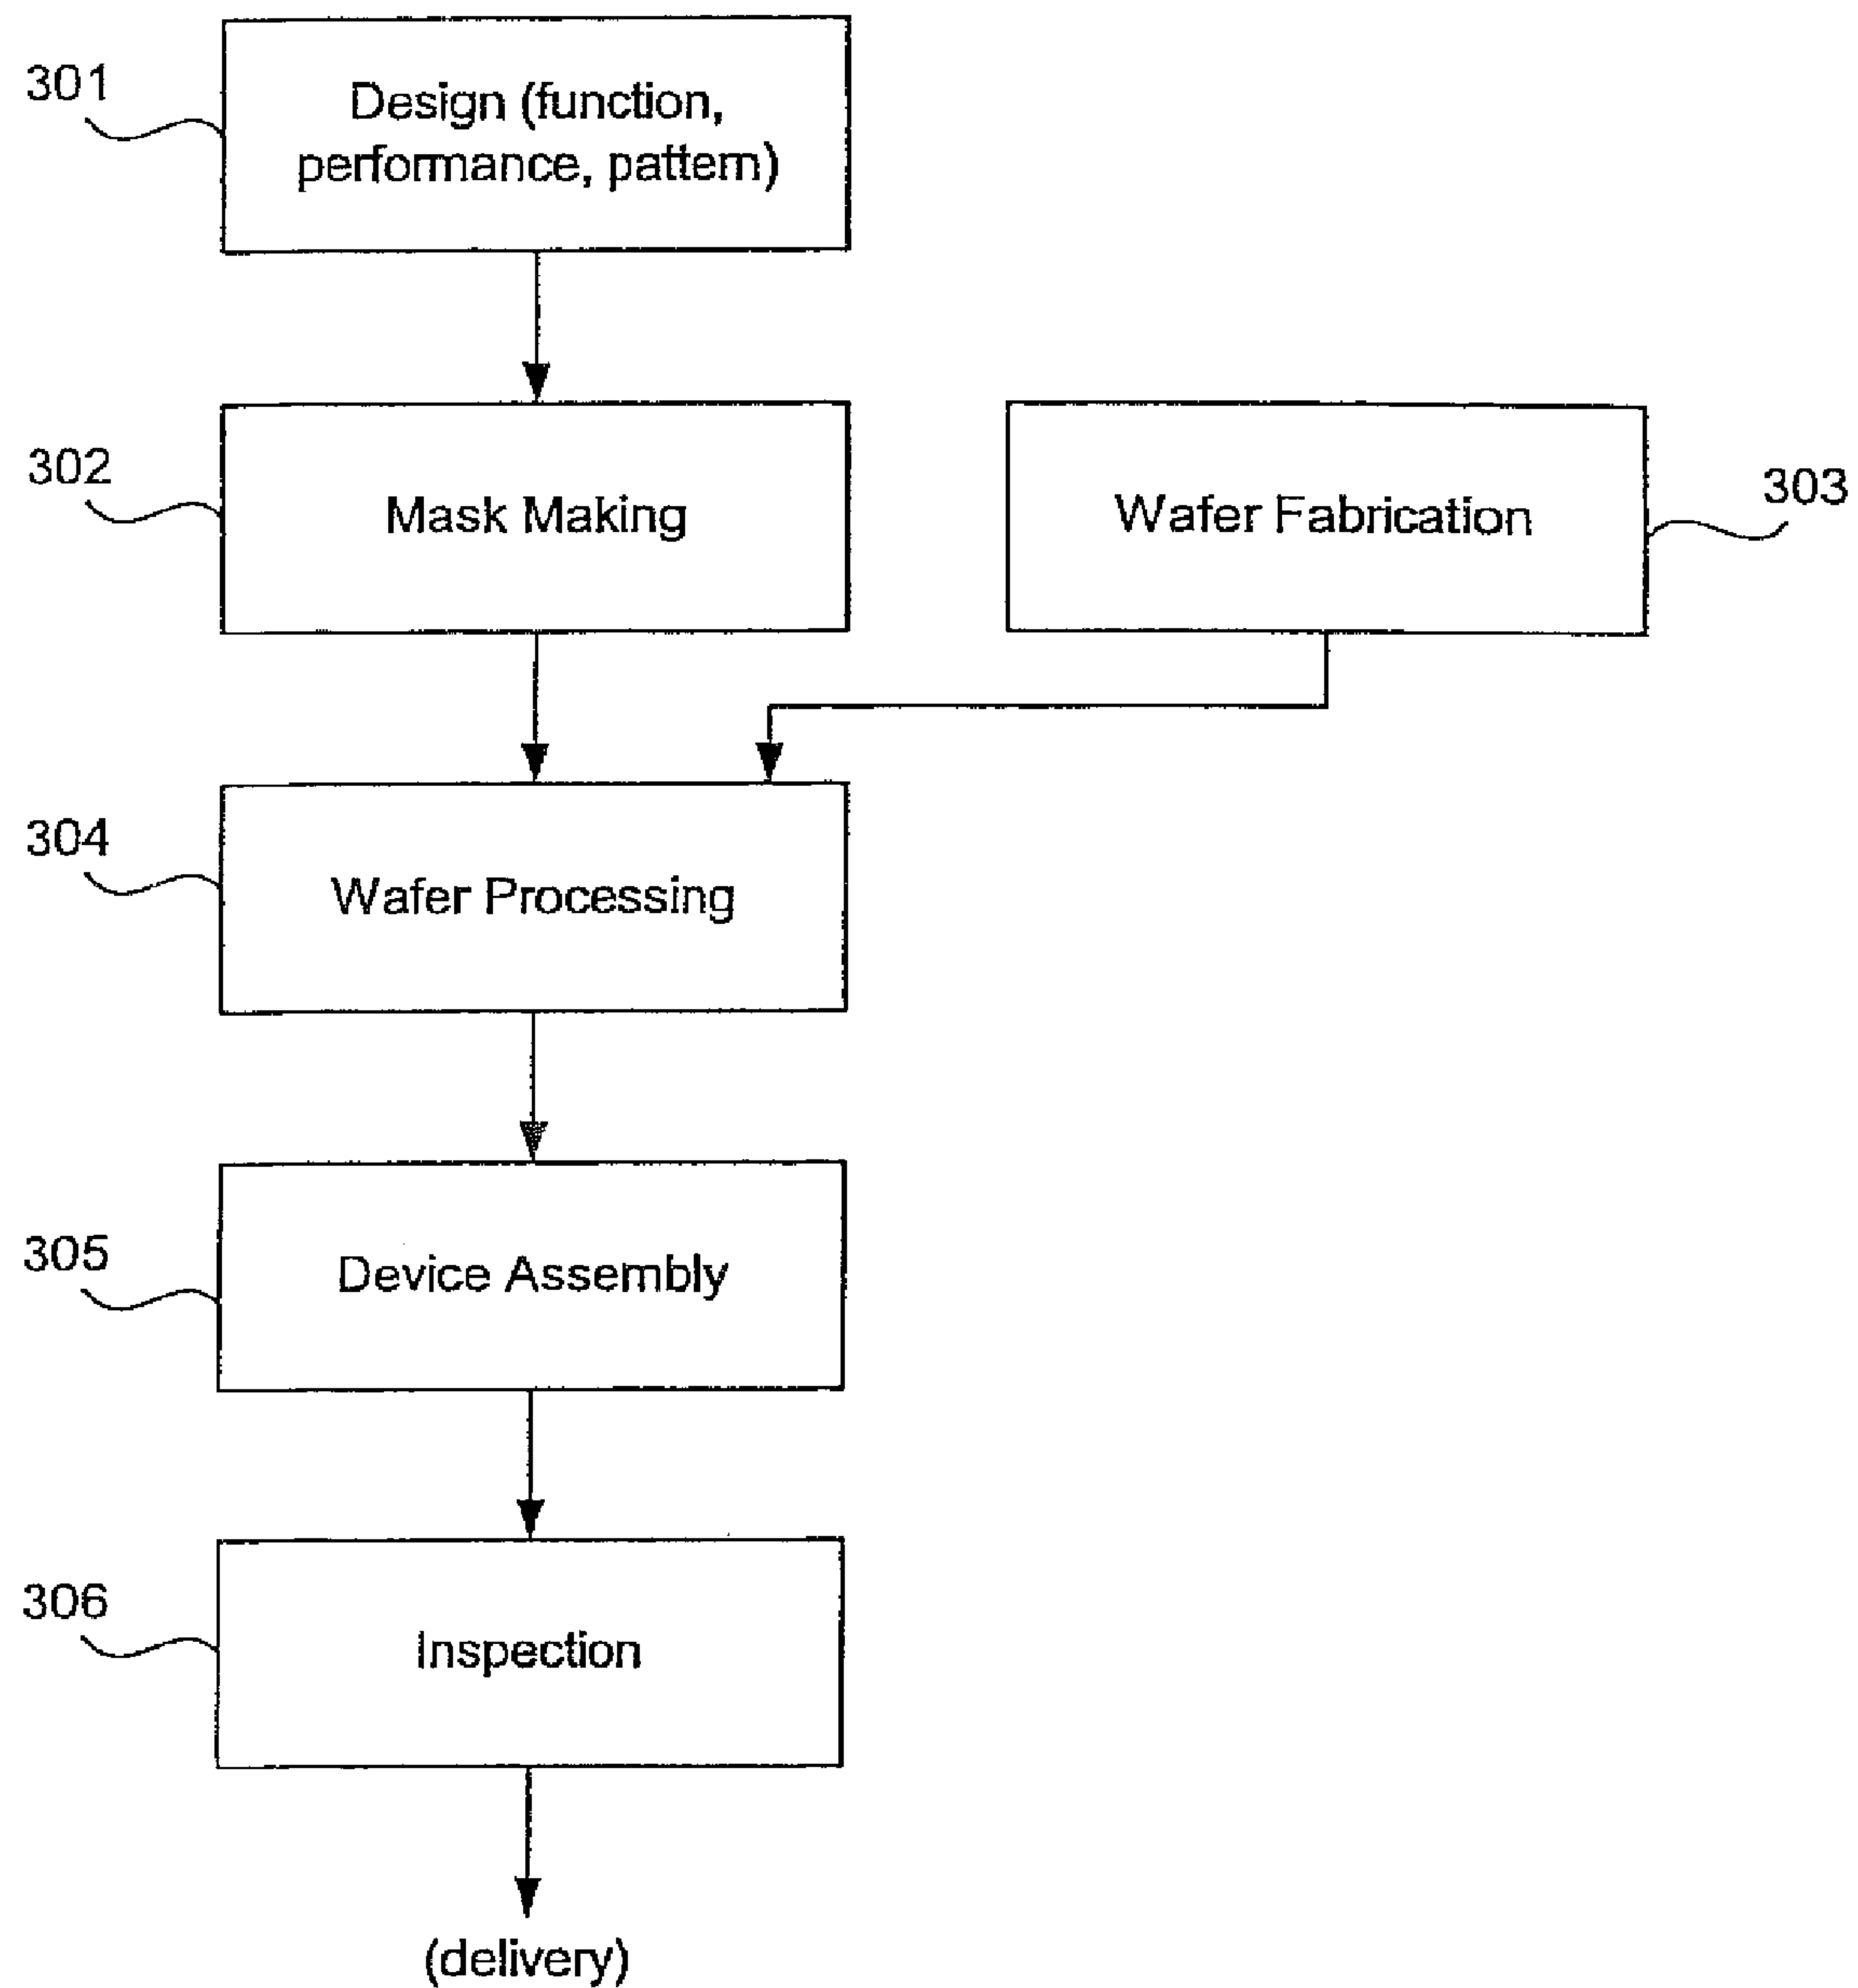 301
Design (function,
performance, pattern)
302
Mask Making
Wafer Fabrication
303
304
Wafer Processing
305
Device Assembly
306
Inspection
(delivery)